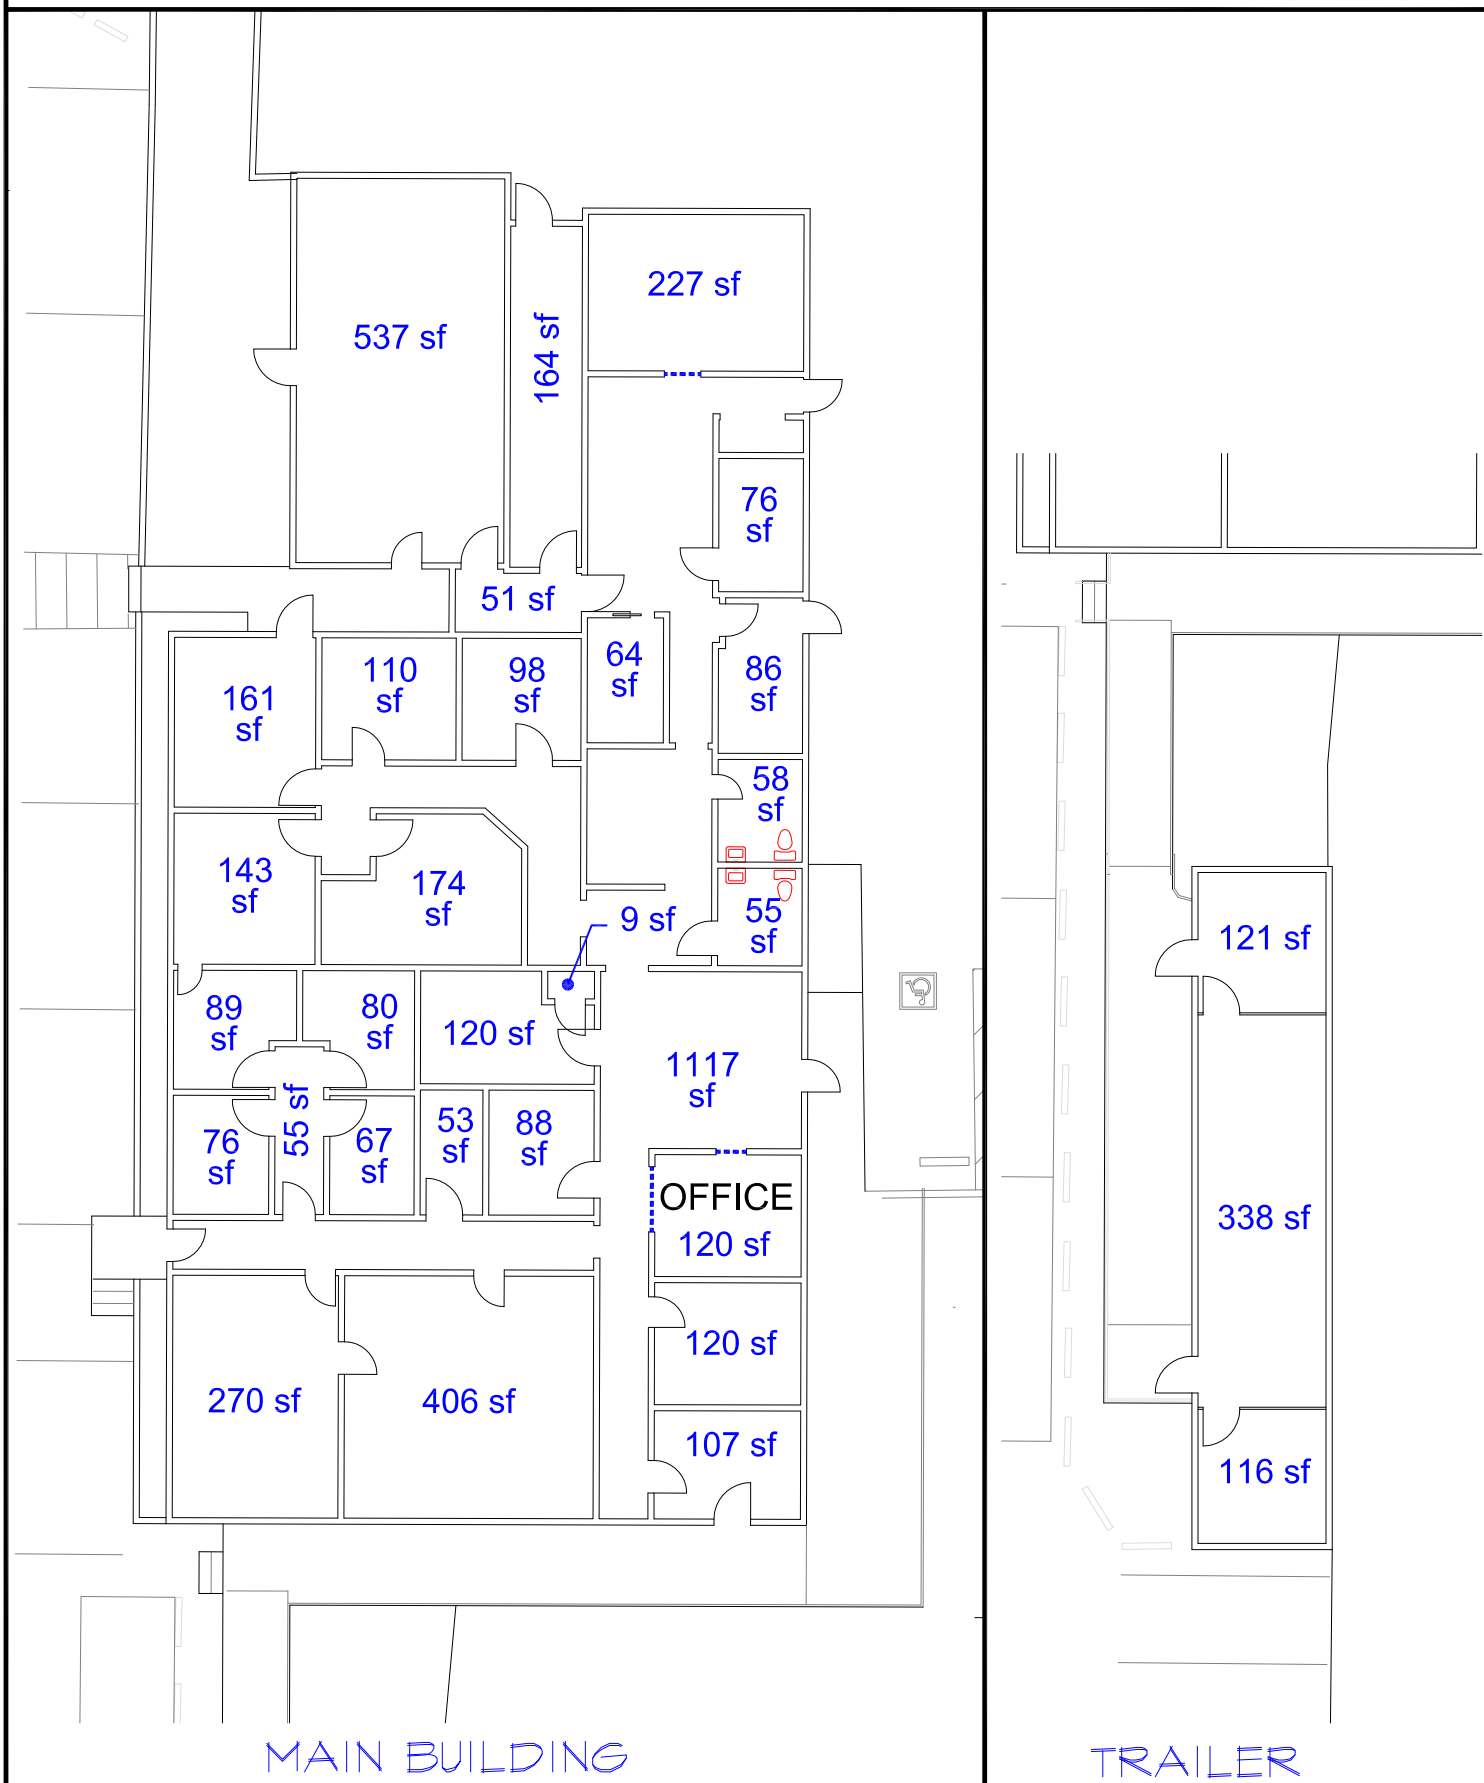 227 sf
537 sf
164 sf
76
sf
51 sf
64
sf
86
sf
110
sf
98
sf
161
sf
58
sf
143
sf
174
sf
9 sf
55
sf
121 sf
89
sf
80
sf
120 sf
1117
sf
55 sf
76
sf
67
sf
53
sf
88
sf
OFFICE
120 sf
338 sf
120 sf
270 sf
406 sf
107 sf
116 sf
MAIN BUILDING
TRAILER